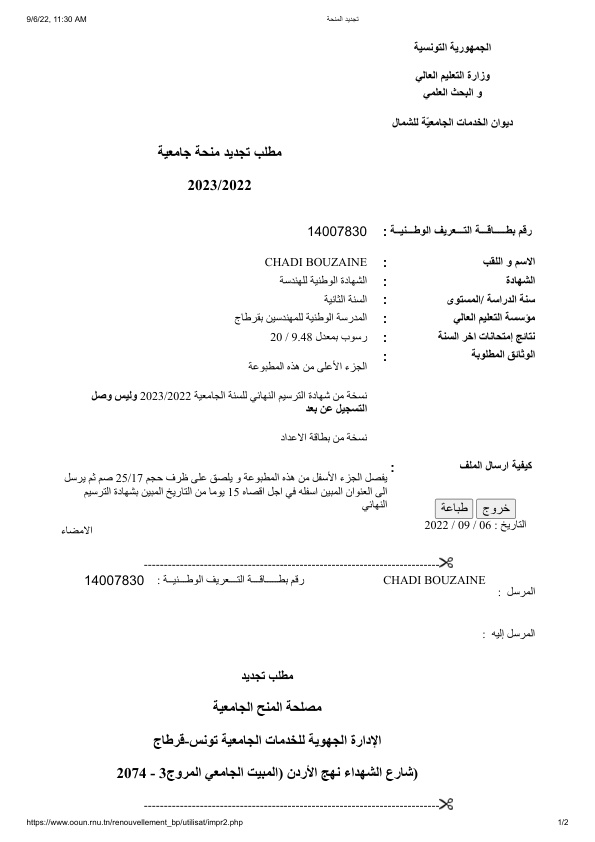 9/6/22, 11:30 AM تجديد المنحة
الجمهورية التونسية
وزارة التعليم العالي
و البحث العلمي
ديوان الخدمات الجامعيّة للشمال
مطلب تجديد منحة جامعية
2023/2022
رقم بطـــــاقـــة التـــعريف الوطـــنيـــة : 14007830
الاسم و اللقب : CHADI BOUZAINE
الشهادة : الشهادة الوطنية للهندسة
سنة الدراسة /المستوى : السنة الثانية
مؤسسة التعليم العالي : المدرسة الوطنية للمهندسين بقرطاج
نتائج إمتحانات اخر السنة : رسوب بمعدل 9.48 / 20
الوثائق المطلوبة :
الجزء الأعلى من هذه المطبوعة
نسخة من شهادة الترسيم النهائي للسنة الجامعية 2023/2022 وليس وصل
التسجيل عن بعد
نسخة من بطاقة الاعداد
كيفية ارسال الملف :
يفصل الجزء الأسفل من هذه المطبوعة و يلصق على ظرف حجم 25/17 صم ثم يرسل
الى العنوان المبين اسفله في اجل اقصاه 15 يوما من التاريخ المبين بشهادة الترسيم
النهائي
خروج طباعة
التاريخ : 06 / 09 / 2022
الامضاء
CHADI BOUZAINE رقم بطـــــاقـــة التـــعريف الوطـــنيـــة : 14007830
المرسل :
المرسل إليه :
مطلب تجديد
مصلحة المنح الجامعية
الإدارة الجهوية للخدمات الجامعية تونس-قرطاج
(شارع الشهداء نهج الأردن (المبيت الجامعي المروج3 - 2074
https://www.ooun.rnu.tn/renouvellement_bp/utilisat/impr2.php 1/2